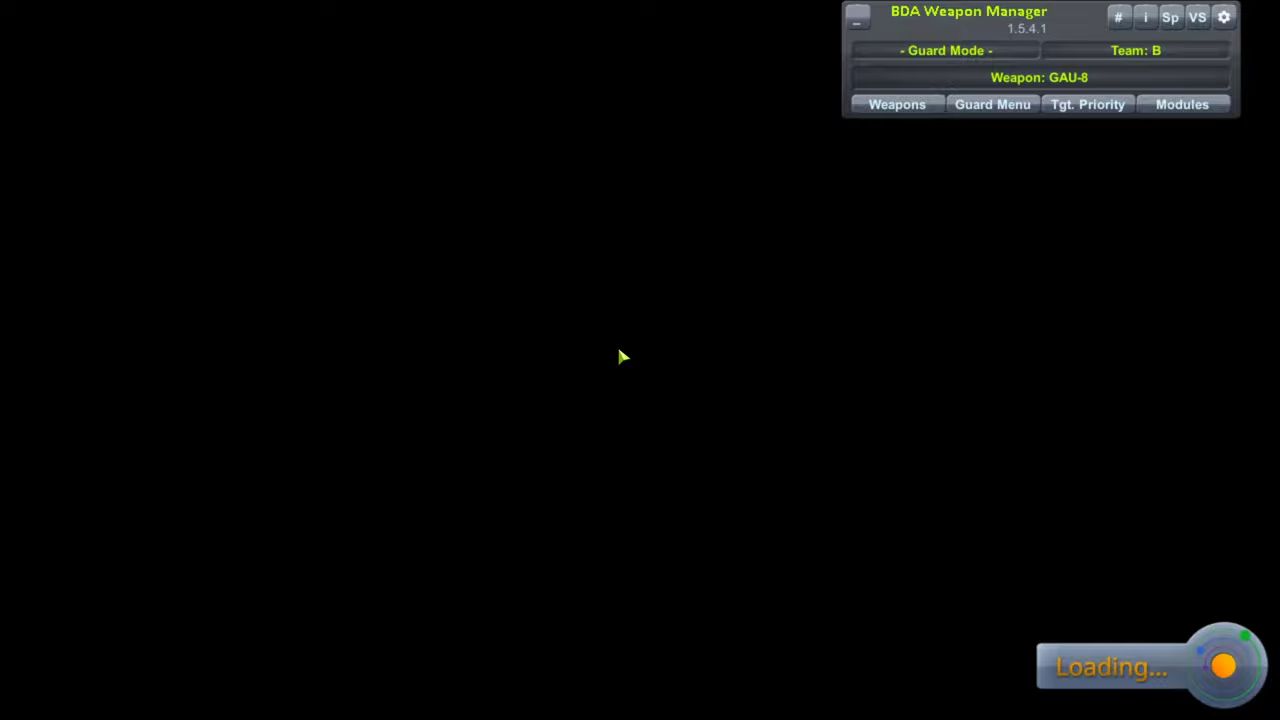 _ BDA Weapon Manager # i Sp VS
1.5.4.1
- Guard Mode - Team: B
Weapon: GAU-8
Weapons Guard Menu Tgt. Priority Modules
Loading...